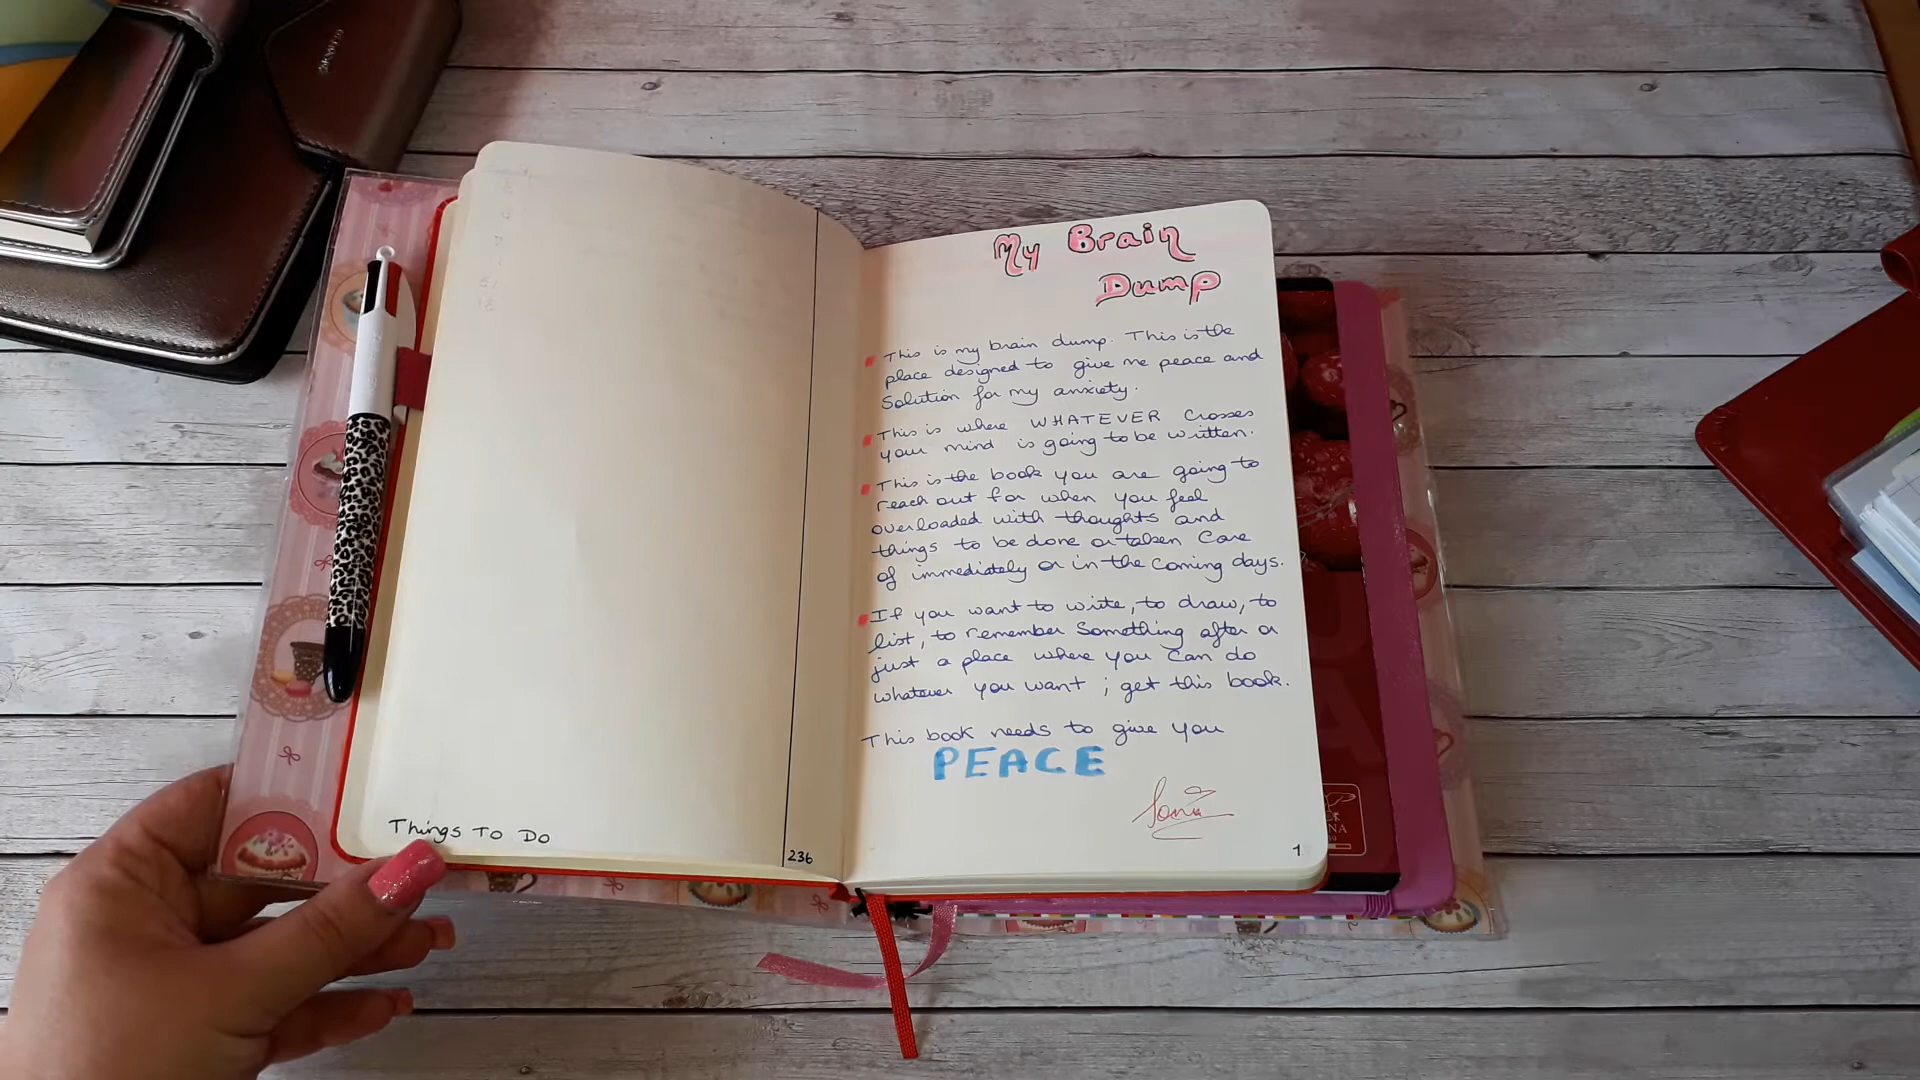 Things To Do
236
My Brain
Dump
This is my brain dump. This is the
place designed to give me peace and
Solution for my anxiety.
This is where WHATEVER crosses
your mind is going to be written.
This is the book you are going to
reach out for when you feel
overloaded with thoughts and
things to be done or taken care
of immediately or in the coming days.
If you want to write, to draw, to
list, to remember something after or
just a place where you can do
whatever you want ; get this book.
This book needs to give you
PEACE
1